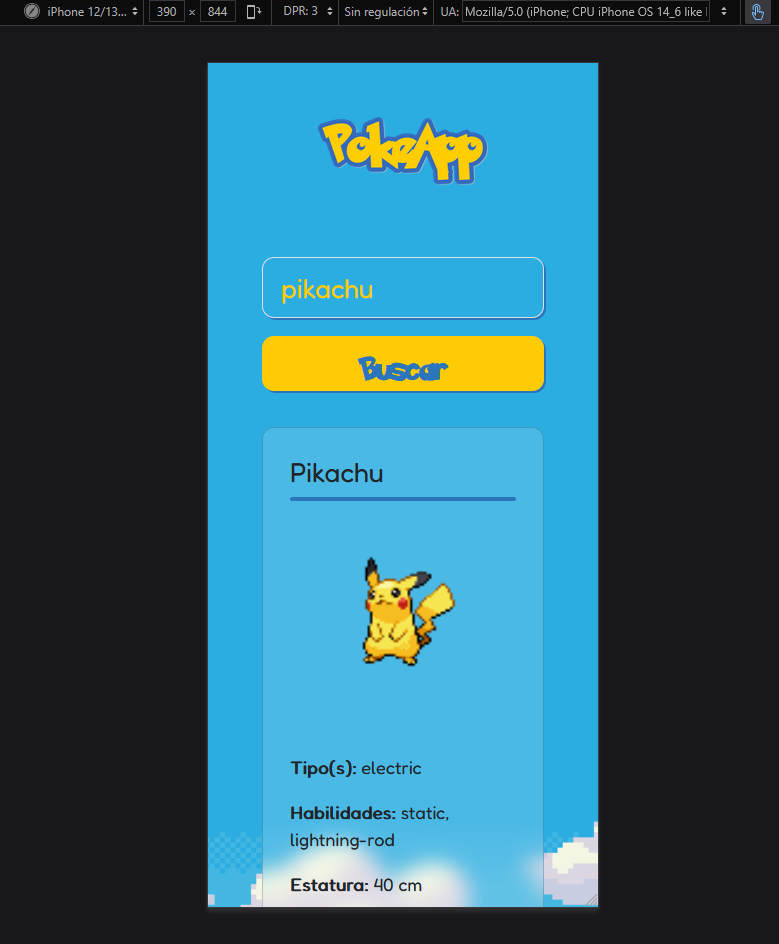 iPhone 12/13... 390 × 844 DPR: 3 Sin regulación UA: Mozilla/5.0 (iPhone; CPU iPhone OS 14_6 like
PokeApp
pikachu
Buscar
Pikachu
Tipo(s): electric
Habilidades: static,
lightning-rod
Estatura: 40 cm